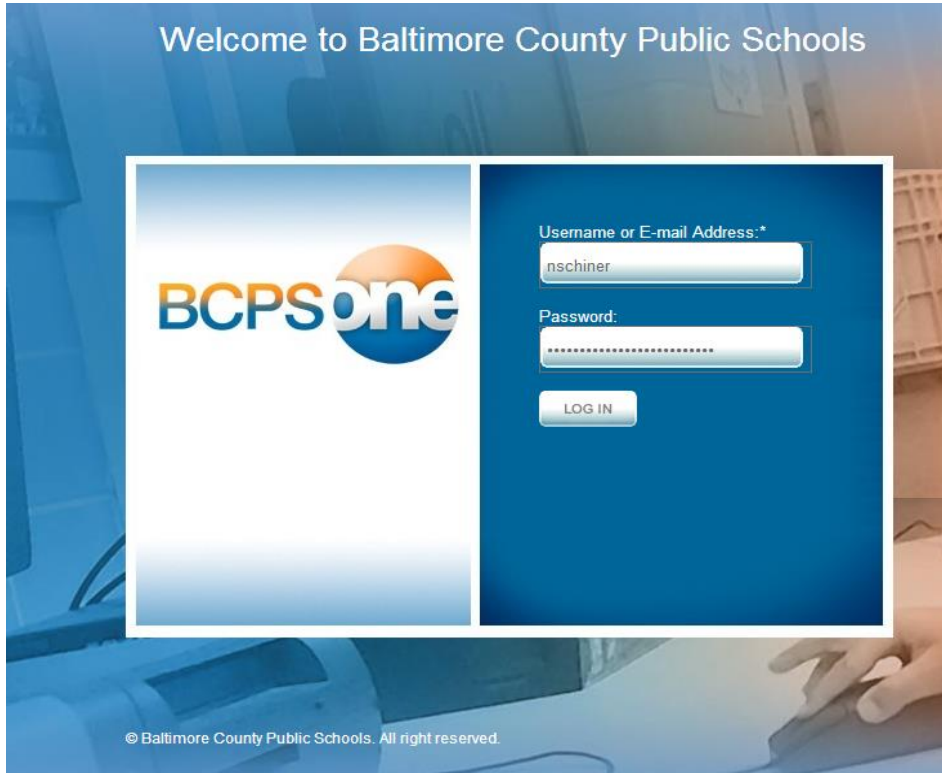 Welcome to Baltimore County Public Schools
BCPSone
Username or E-mail Address:*
nschiner
Password:
••••••••••••••••••••••••••
LOG IN
© Baltimore County Public Schools. All right reserved.